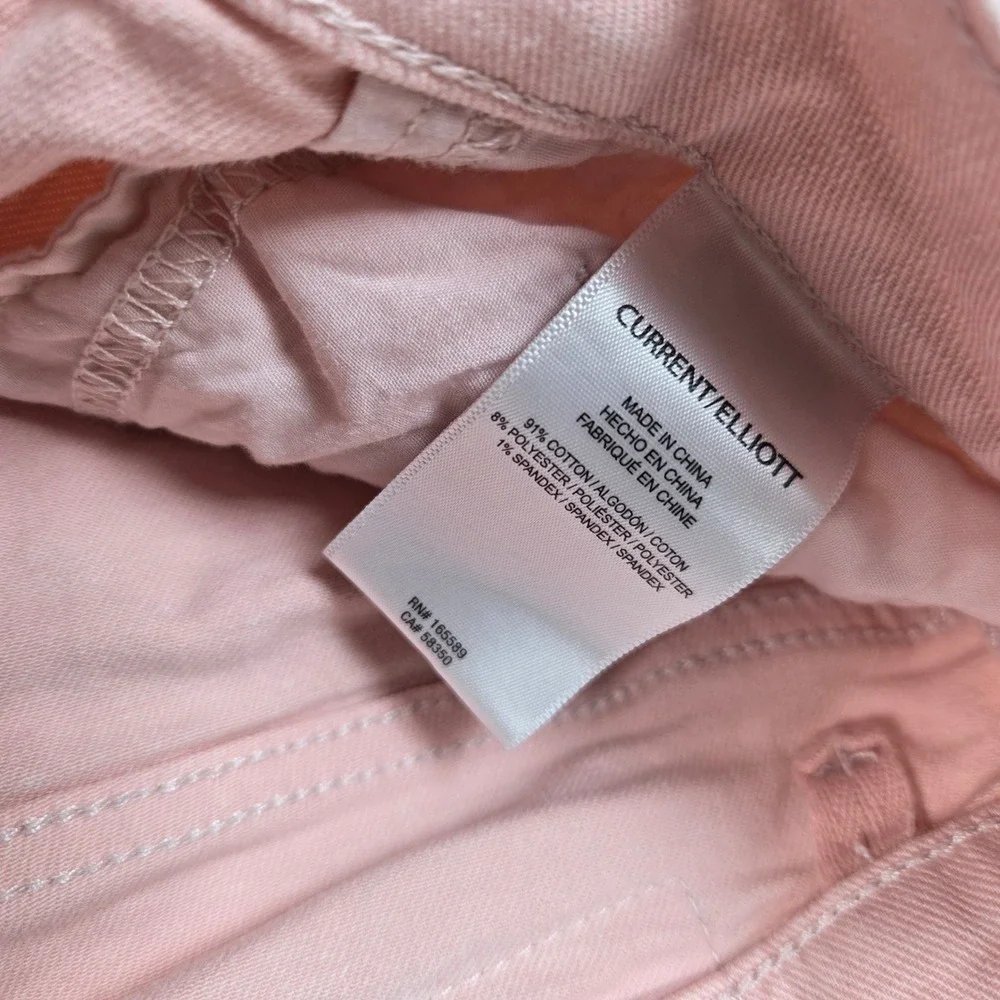 CURRENT/ELLIOTT
MADE IN CHINA
HECHO EN CHINA
FABRIQUÉ EN CHINE
91% COTTON / ALGODÓN / COTON
8% POLYESTER / POLIÉSTER / POLYESTER
1% SPANDEX / SPANDEX / SPANDEX
RN# 165589
CA# 58350